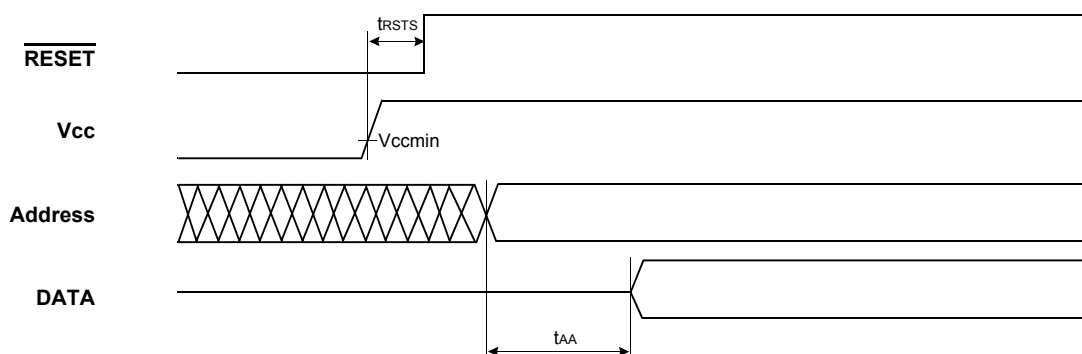 tRSTS
RESET
Vcc
Vccmin
Address
DATA
tAA